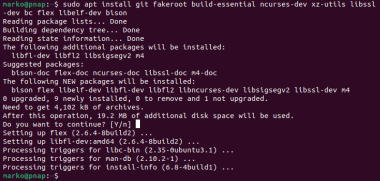 marko@pnap:~$ sudo apt install git fakeroot build-essential ncurses-dev xz-utils libssl
-dev bc flex libelf-dev bison
Reading package lists... Done
Building dependency tree... Done
Reading state information... Done
The following additional packages will be installed:
libfl-dev libfl2 libsigsegv2 m4
Suggested packages:
bison-doc flex-doc ncurses-doc libssl-doc m4-doc
The following NEW packages will be installed:
bison flex libelf-dev libfl-dev libfl2 libncurses-dev libsigsegv2 libssl-dev m4
0 upgraded, 9 newly installed, 0 to remove and 1 not upgraded.
Need to get 4,102 kB of archives.
After this operation, 19.2 MB of additional disk space will be used.
Do you want to continue? [Y/n]
Setting up flex (2.6.4-8build2) ...
Setting up libfl-dev:amd64 (2.6.4-8build2) ...
Processing triggers for libc-bin (2.35-0ubuntu3.1) ...
Processing triggers for man-db (2.10.2-1) ...
Processing triggers for install-info (6.8-4build1) ...
marko@pnap:~$